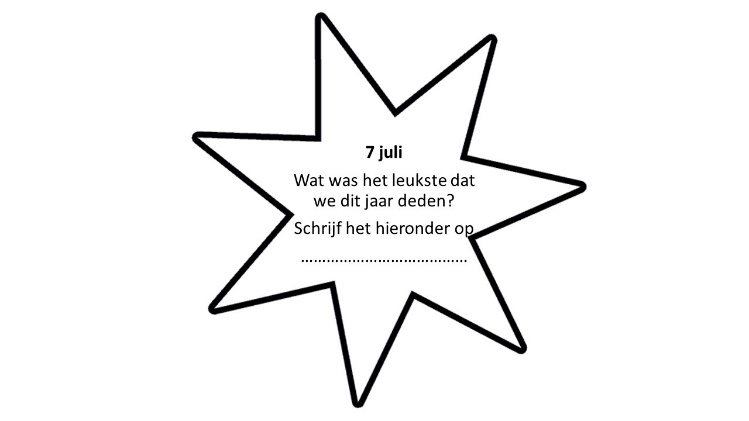 7 juli
Wat was het leukste dat
we dit jaar deden?
Schrijf het hieronder op
.......................................